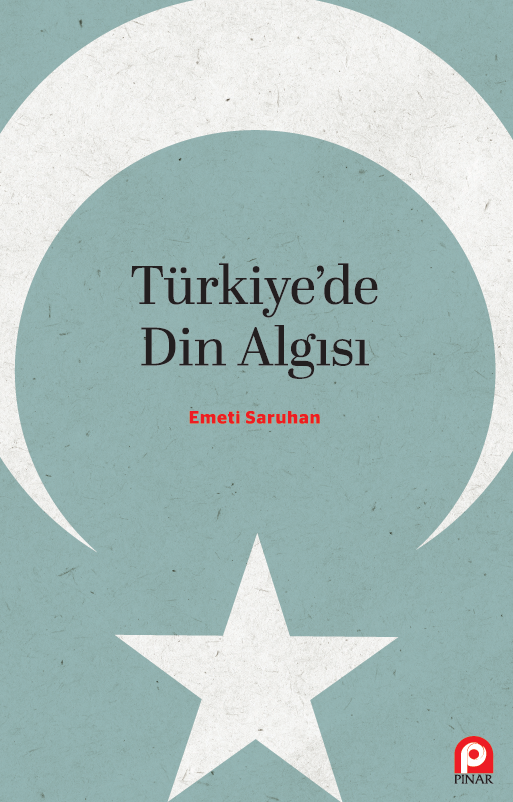 Türkiye’de
Din Algısı
Emeti Saruhan
PINAR